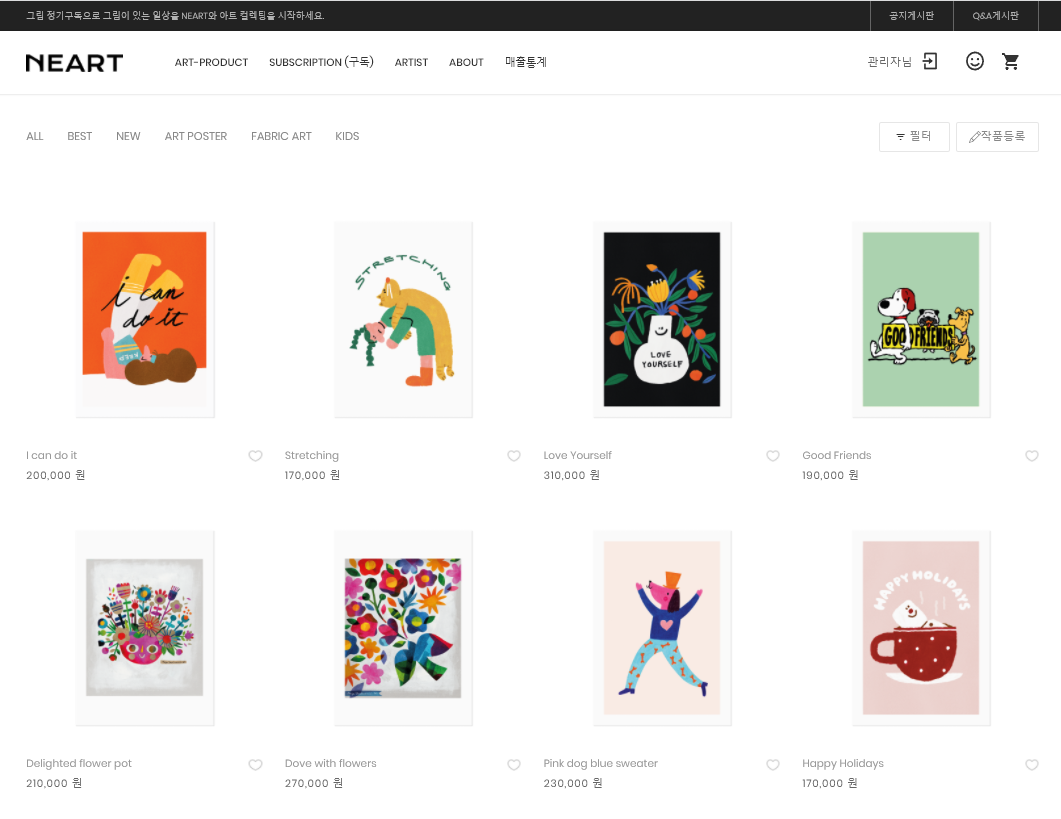 그림 정기구독으로 그림이 있는 일상을 NEART와 아트 컬렉팅을 시작하세요.
공지게시판
Q&A게시판
NEART
ART-PRODUCT
SUBSCRIPTION (구독)
ARTIST
ABOUT
매출통계
관리자님
ALL
BEST
NEW
ART POSTER
FABRIC ART
KIDS
필터
작품등록
i can
do it
STRETCHING
LOVE
YOURSELF
GOOD FRIENDS
I can do it
200,000 원
Stretching
170,000 원
Love Yourself
310,000 원
Good Friends
190,000 원
HAPPY HOLIDAYS
Delighted flower pot
210,000 원
Dove with flowers
270,000 원
Pink dog blue sweater
230,000 원
Happy Holidays
170,000 원